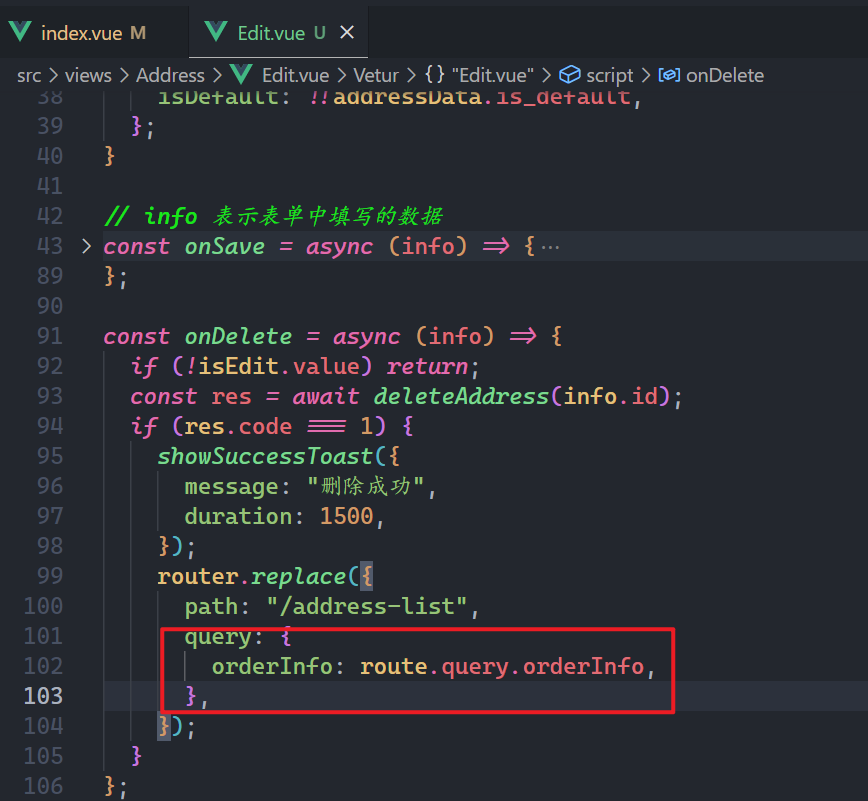 index.vue M
Edit.vue U
src > views > Address > Edit.vue > Vetur > {} "Edit.vue" > script > onDelete
38 isDefault: !!addressData.is_default,
39 };
40 }
41
42 // info 表示表单中填写的数据
43 const onSave = async (info) => {…
89 };
90
91 const onDelete = async (info) => {
92 if (!isEdit.value) return;
93 const res = await deleteAddress(info.id);
94 if (res.code === 1) {
95 showSuccessToast({
96 message: "删除成功",
97 duration: 1500,
98 });
99 router.replace({
100 path: "/address-list",
101 query: {
102 orderInfo: route.query.orderInfo,
103 },
104 });
105 }
106 };